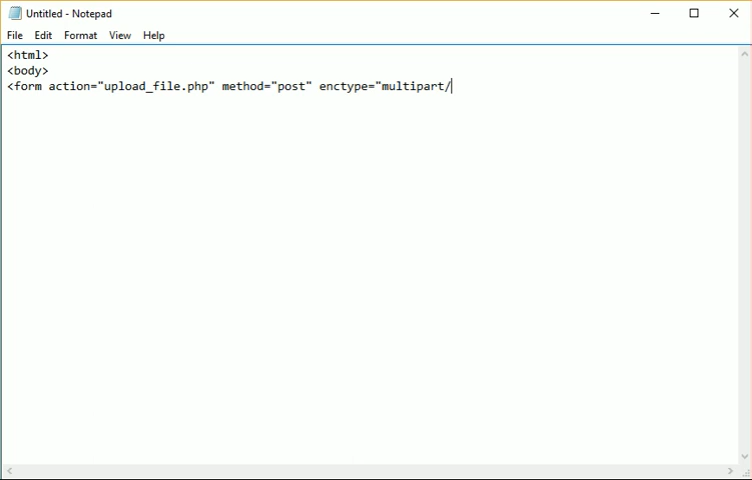 Untitled - Notepad
File Edit Format View Help
<html>
<body>
<form action="upload_file.php" method="post" enctype="multipart/